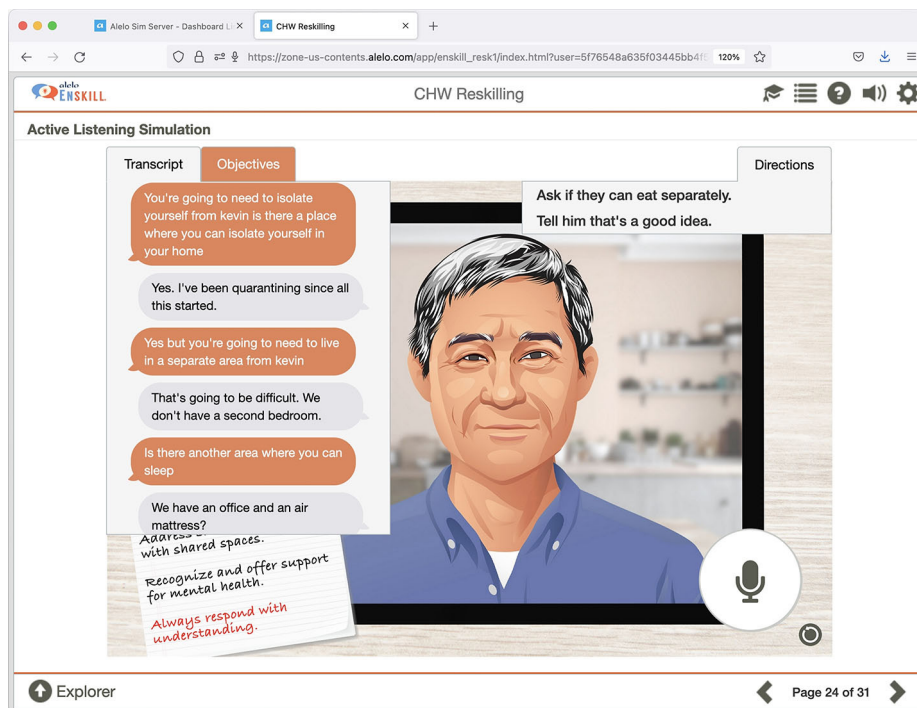 Alelo Sim Server - Dashboard Li
CHW Reskilling
https://zone-us-contents.alelo.com/app/enskill_resk1/index.html?user=5f76548a635f03445bb4f5
120%
alelo
ENSKILL
CHW Reskilling
Active Listening Simulation
Transcript
Objectives
You're going to need to isolate
yourself from kevin is there a place
where you can isolate yourself in
your home
Yes. I've been quarantining since all
this started.
Yes but you're going to need to live
in a separate area from kevin
That's going to be difficult. We
don't have a second bedroom.
Is there another area where you can
sleep
We have an office and an air
mattress?
Directions
Ask if they can eat separately.
Tell him that's a good idea.
Address
with shared spaces.
Recognize and offer support
for mental health.
Always respond with
understanding.
Explorer
Page 24 of 31